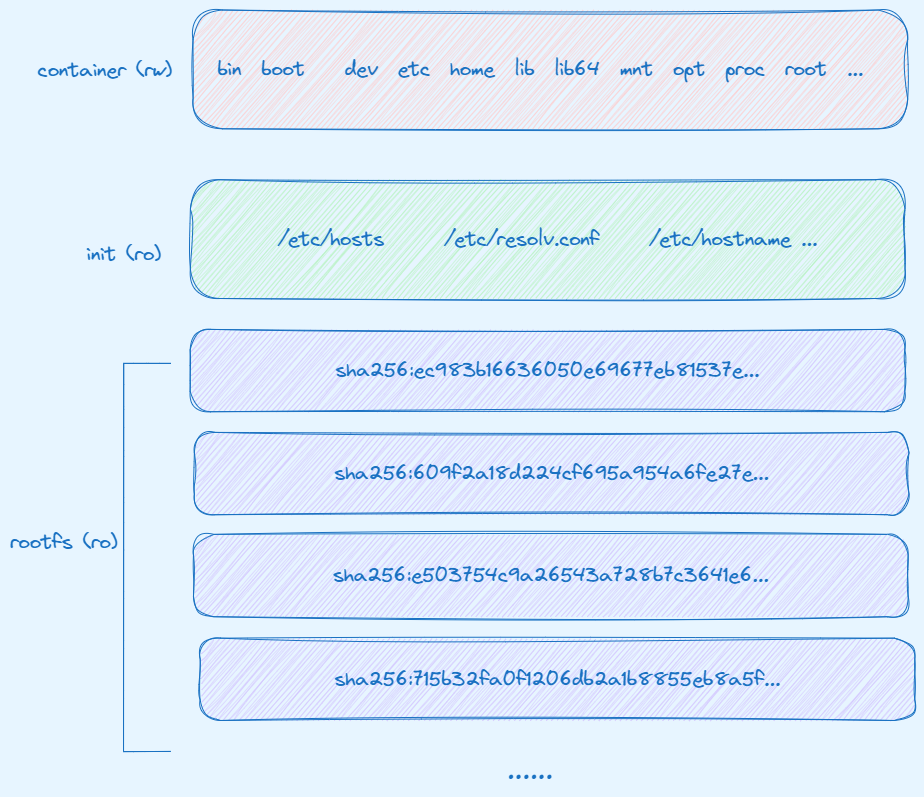 container (rw) bin boot dev etc home lib lib64 mnt opt proc root ...
init (ro) /etc/hosts /etc/resolv.conf /etc/hostname ...
sha256:ec983b16636050e69677eb81537e...
sha256:609f2a18d224cf695a954a6fe27e...
rootfs (ro)
sha256:e503754c9a26543a728b7c3641e6...
sha256:715b32fa0f1206db2a1b8855eb8a5f...
......